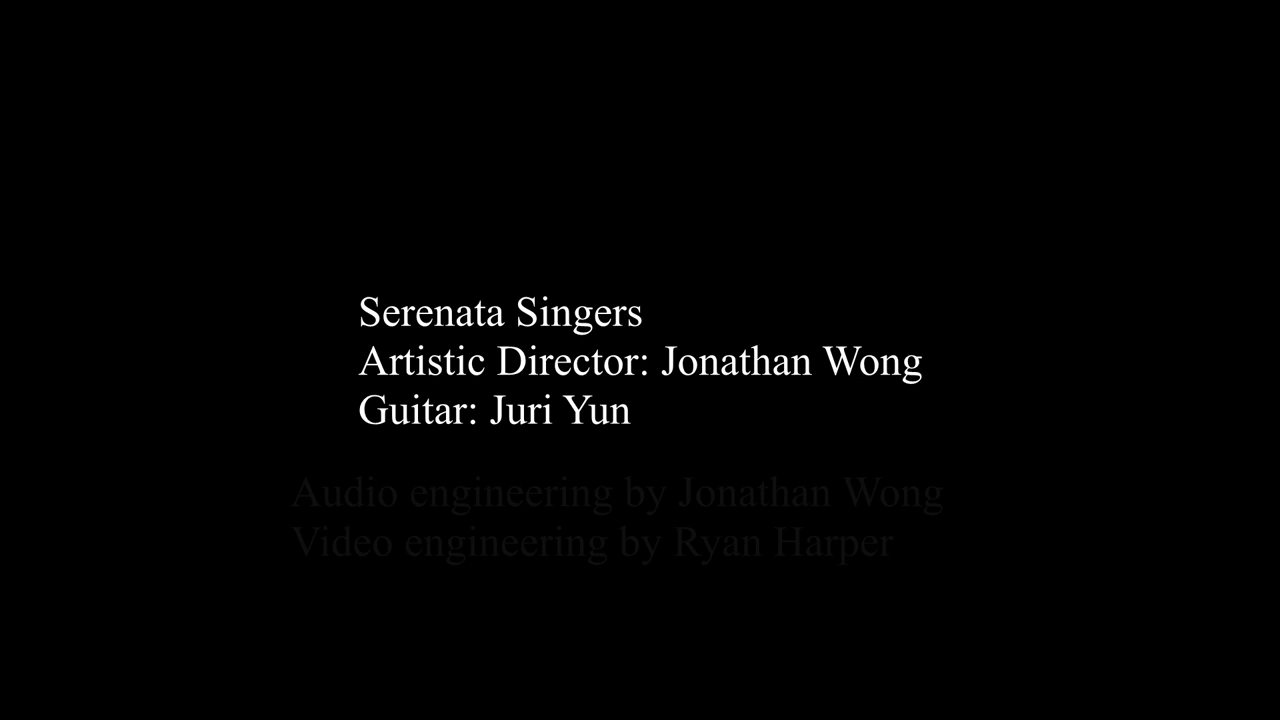 Serenata Singers
Artistic Director: Jonathan Wong
Guitar: Juri Yun
Audio engineering by Jonathan Wong
Video engineering by Ryan Harper